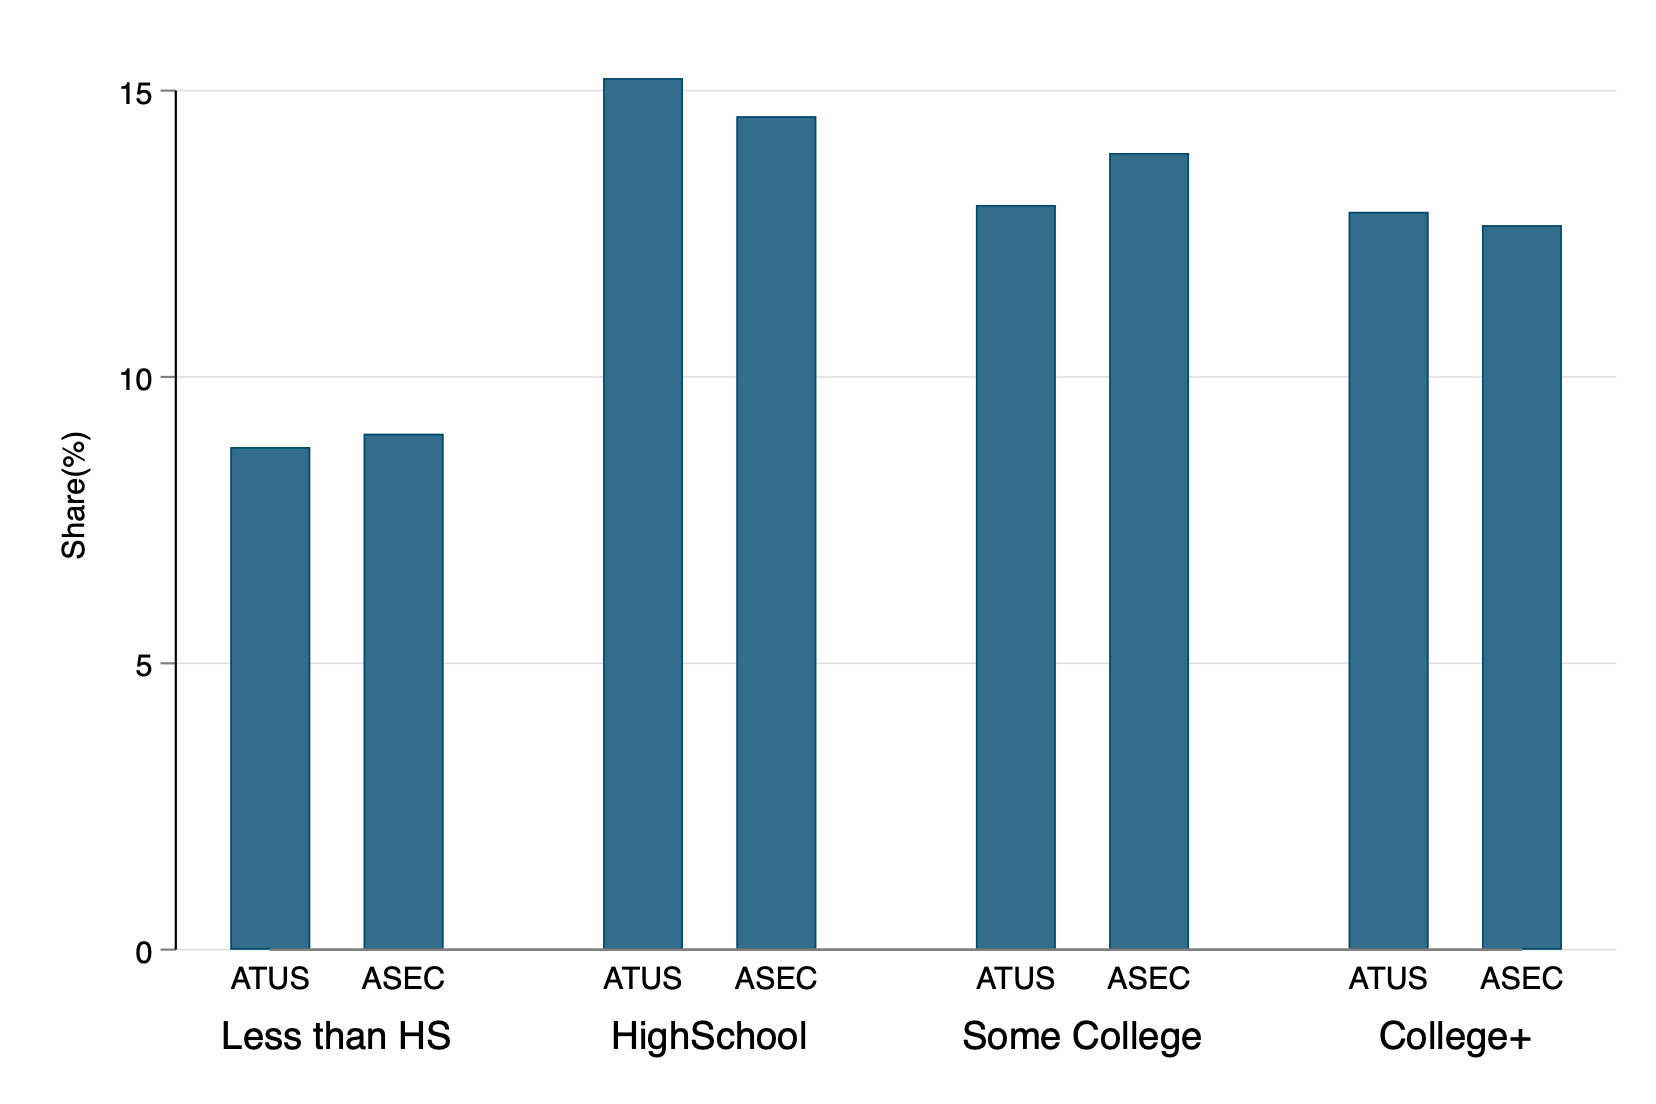 15
10
5
0
Share(%)
ATUS ASEC ATUS ASEC ATUS ASEC ATUS ASEC
Less than HS HighSchool Some College College+